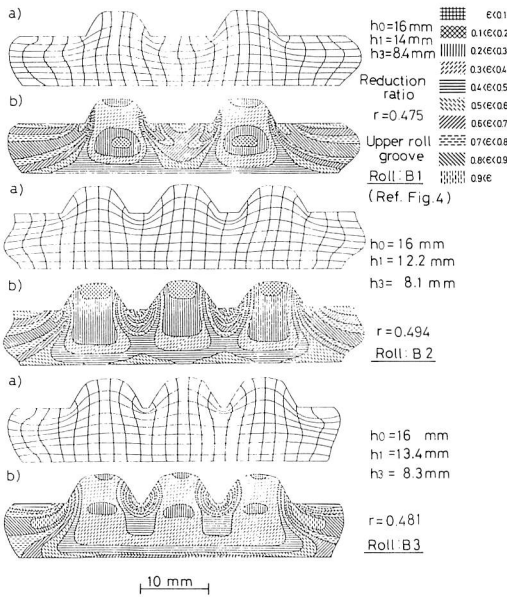 a)
h0=16 mm
h1=14mm
h3=8.4mm
Reduction
ratio
r=0.475
Upper roll
groove
Roll:B1
(Ref. Fig.4)
ϵ<0.1
0.1<ϵ<0.2
0.2<ϵ<0.3
0.3<ϵ<0.4
0.4<ϵ<0.5
0.5<ϵ<0.6
0.6<ϵ<0.7
0.7<ϵ<0.8
0.8<ϵ<0.9
0.9<ϵ
b)
a)
h0=16 mm
h1=12.2 mm
h3= 8.1 mm
b)
r=0.494
Roll:B2
a)
h0=16 mm
h1=13.4mm
h3= 8.3mm
b)
r=0.481
Roll:B3
10 mm